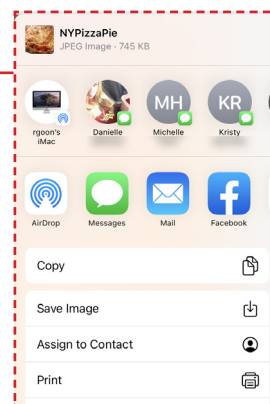 NYPizzaPie
JPEG Image · 745 KB
MH
KR
rgoon's
iMac
Danielle
Michelle
Kristy
AirDrop
Messages
Mail
Facebook
Copy
Save Image
Assign to Contact
Print